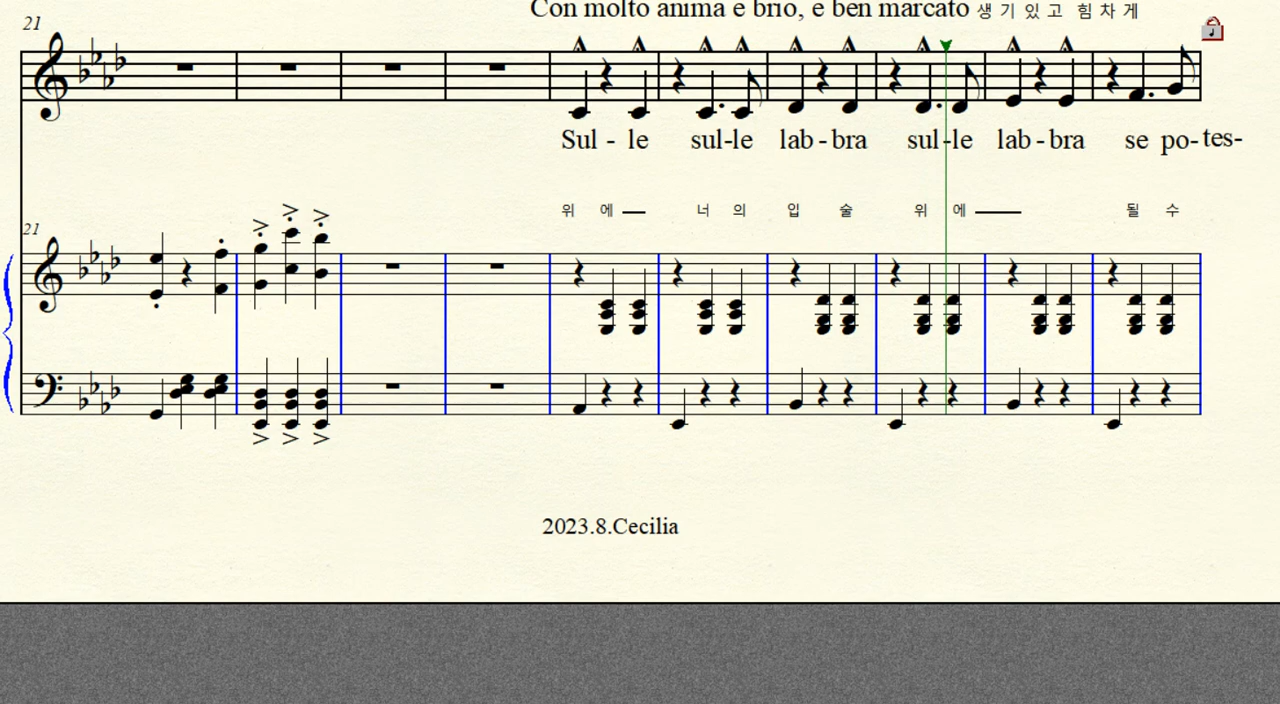 Con molto anima e brio, e ben marcato 생기있고 힘차게
21
Sul - le sul-le lab-bra sul-le lab-bra se po-tes-
위 에 너 의 입 술 위 에 될 수
21
2023.8.Cecilia